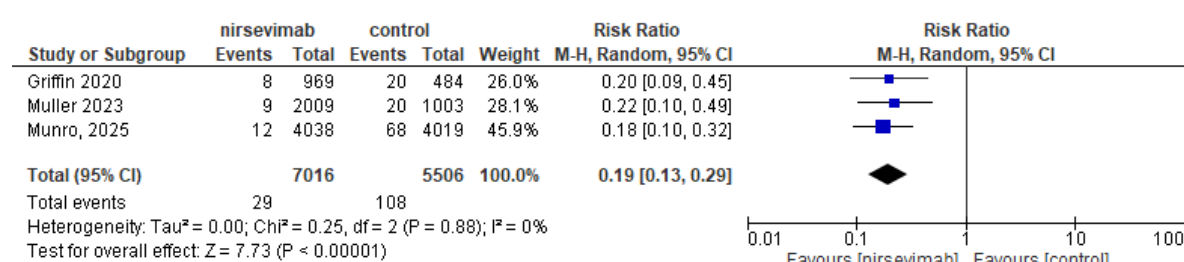 nirsevimab control Risk Ratio Risk Ratio
Study or Subgroup Events Total Events Total Weight M-H, Random, 95% CI M-H, Random, 95% CI
Griffin 2020 8 969 20 484 26.0% 0.20 [0.09, 0.45]
Muller 2023 9 2009 20 1003 28.1% 0.22 [0.10, 0.49]
Munro, 2025 12 4038 68 4019 45.9% 0.18 [0.10, 0.32]
Total (95% CI) 7016 5506 100.0% 0.19 [0.13, 0.29]
Total events 29 108
Heterogeneity: Tau² = 0.00; Chi² = 0.25, df = 2 (P = 0.88); I² = 0%
Test for overall effect: Z = 7.73 (P < 0.00001)
0.01 0.1 1 10 100
Favours [nirsevimab] Favours [control]